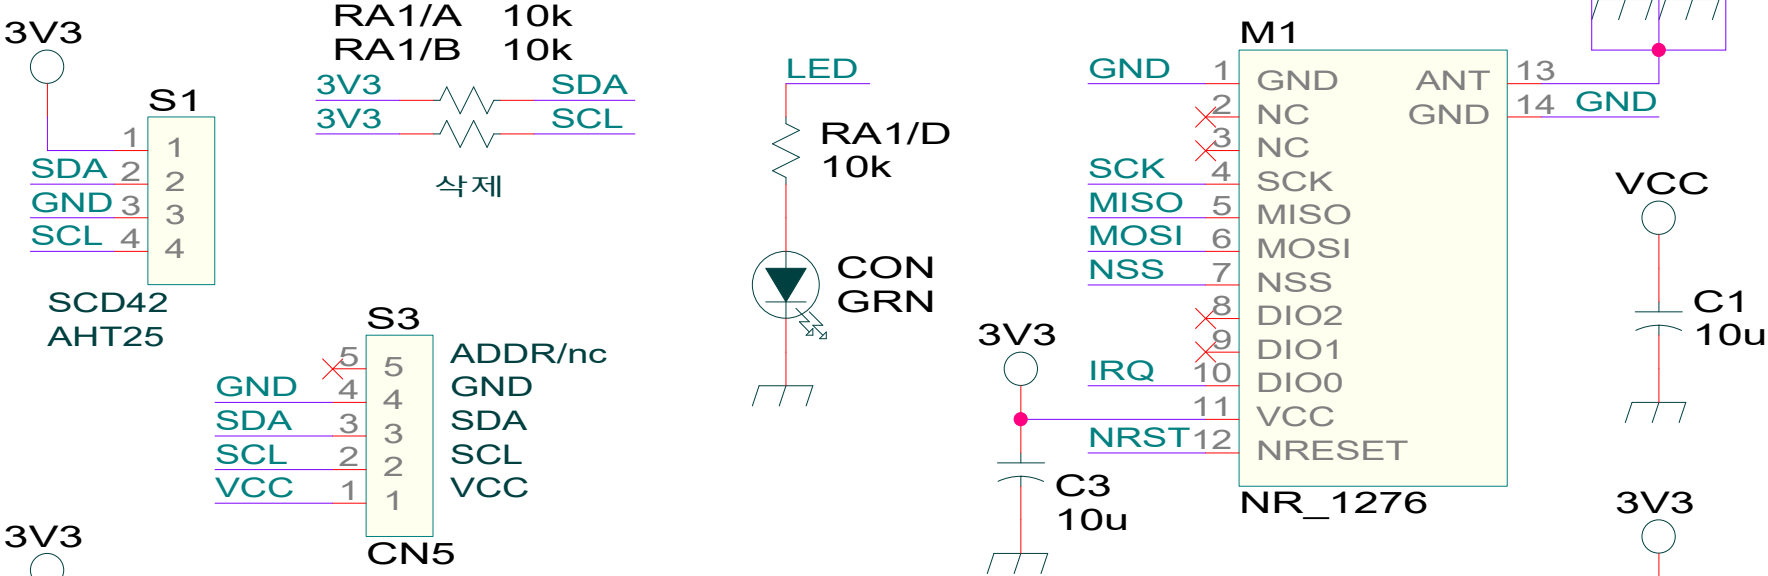 3V3
S1
1 1
SDA 2 2
GND 3 3
SCL 4 4
SCD42
AHT25
RA1/A 10k
RA1/B 10k
3V3 SDA
3V3 SCL
삭제
S3
5 5 ADDR/nc
GND 4 4 GND
SDA 3 3 SDA
SCL 2 2 SCL
VCC 1 1 VCC
CN5
3V3
LED
RA1/D
10k
CON
GRN
M1
GND 1 GND ANT 13
2 NC GND 14 GND
3 NC
SCK 4 SCK
MISO 5 MISO
MOSI 6 MOSI
NSS 7 NSS
8 DIO2
9 DIO1
IRQ 10 DIO0
11 VCC
NRST 12 NRESET
NR_1276
3V3
C3
10u
VCC
C1
10u
3V3